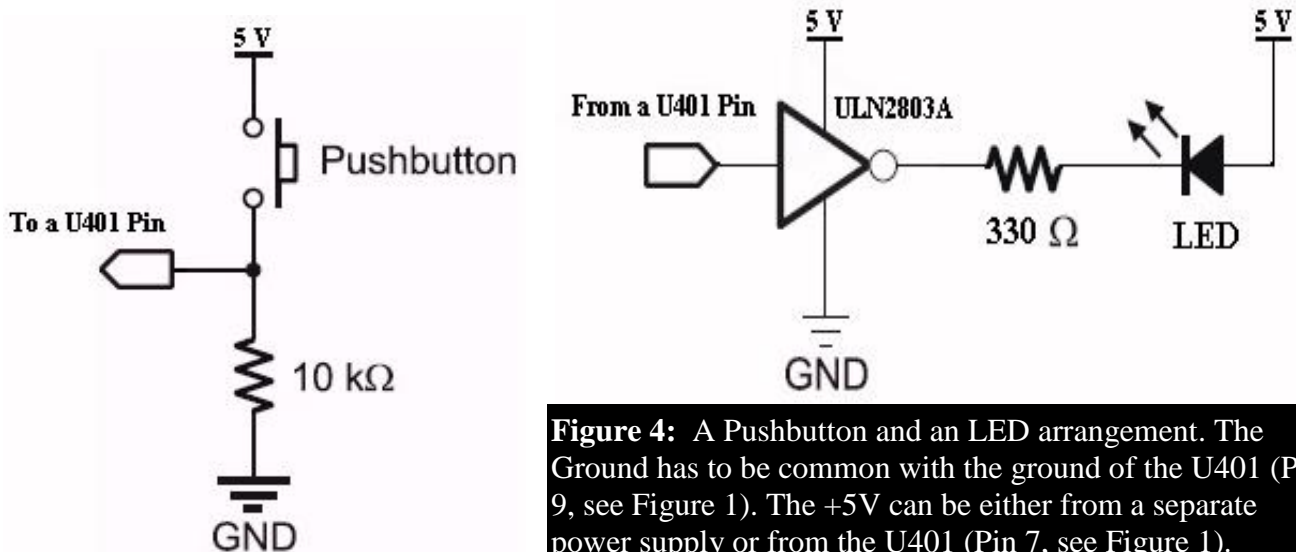 5 V
Pushbutton
To a U401 Pin
10 kΩ
GND
5 V
5 V
From a U401 Pin
ULN2803A
330 Ω
LED
GND
Figure 4: A Pushbutton and an LED arrangement. The
Ground has to be common with the ground of the U401 (P
9, see Figure 1). The +5V can be either from a separate
power supply or from the U401 (Pin 7, see Figure 1).